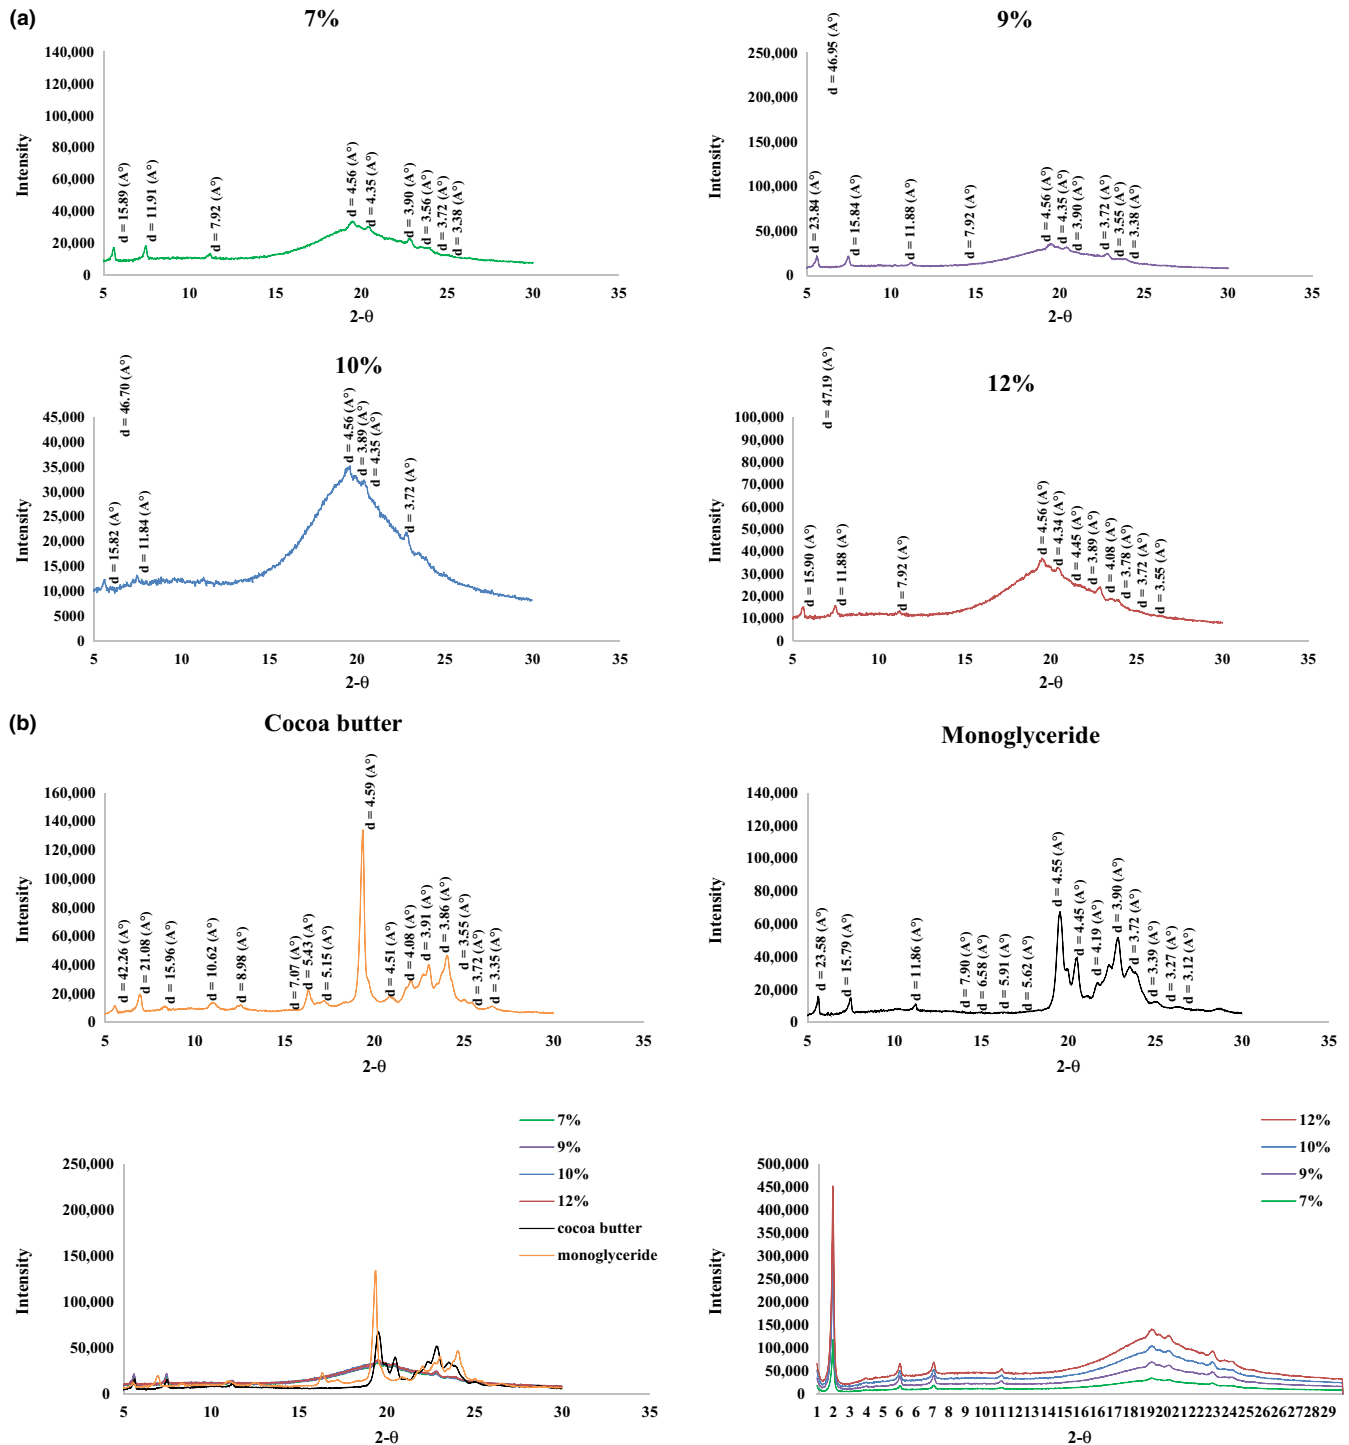 (a)
7%
140,000
120,000
100,000
80,000
60,000
40,000
20,000
0
Intensity
d = 15.89 (A°)
d = 11.91 (A°)
d = 7.92 (A°)
d = 4.56 (A°)
d = 4.35 (A°)
d = 3.90 (A°)
d = 3.56 (A°)
d = 3.72 (A°)
d = 3.38 (A°)
5 10 15 20 25 30 35
2-θ
9%
250,000
200,000
150,000
100,000
50,000
0
Intensity
d = 46.95 (A°)
d = 23.84 (A°)
d = 15.84 (A°)
d = 11.88 (A°)
d = 7.92 (A°)
d = 4.56 (A°)
d = 4.35 (A°)
d = 3.90 (A°)
d = 3.72 (A°)
d = 3.55 (A°)
d = 3.38 (A°)
5 10 15 20 25 30 35
2-θ
10%
45,000
40,000
35,000
30,000
25,000
20,000
15,000
10,000
5000
0
Intensity
d = 46.70 (A°)
d = 15.82 (A°)
d = 11.84 (A°)
d = 4.56 (A°)
d = 3.89 (A°)
d = 4.35 (A°)
d = 3.72 (A°)
5 10 15 20 25 30 35
2-θ
12%
100,000
90,000
80,000
70,000
60,000
50,000
40,000
30,000
20,000
10,000
0
Intensity
d = 47.19 (A°)
d = 15.90 (A°)
d = 11.88 (A°)
d = 7.92 (A°)
d = 4.56 (A°)
d = 4.34 (A°)
d = 4.45 (A°)
d = 3.89 (A°)
d = 4.08 (A°)
d = 3.78 (A°)
d = 3.72 (A°)
d = 3.55 (A°)
5 10 15 20 25 30 35
2-θ
(b)
Cocoa butter
160,000
140,000
120,000
100,000
80,000
60,000
40,000
20,000
0
Intensity
d = 42.26 (A°)
d = 21.08 (A°)
d = 15.96 (A°)
d = 10.62 (A°)
d = 8.98 (A°)
d = 7.07 (A°)
d = 5.43 (A°)
d = 5.15 (A°)
d = 4.59 (A°)
d = 4.51 (A°)
d = 4.08 (A°)
d = 3.91 (A°)
d = 3.86 (A°)
d = 3.55 (A°)
d = 3.72 (A°)
d = 3.35 (A°)
5 10 15 20 25 30 35
2-θ
Monoglyceride
140,000
120,000
100,000
80,000
60,000
40,000
20,000
0
Intensity
d = 23.58 (A°)
d = 15.79 (A°)
d = 11.86 (A°)
d = 7.90 (A°)
d = 6.58 (A°)
d = 5.91 (A°)
d = 5.62 (A°)
d = 4.55 (A°)
d = 4.45 (A°)
d = 4.19 (A°)
d = 3.90 (A°)
d = 3.72 (A°)
d = 3.39 (A°)
d = 3.27 (A°)
d = 3.12 (A°)
5 10 15 20 25 30 35
2-θ
7%
9%
10%
12%
cocoa butter
monoglyceride
250,000
200,000
150,000
100,000
50,000
0
Intensity
5 10 15 20 25 30 35
2-θ
12%
10%
9%
7%
500,000
450,000
400,000
350,000
300,000
250,000
200,000
150,000
100,000
50,000
0
Intensity
1 2 3 4 5 6 6 7 8 9 10 11 12 13 14 15 16 16 17 18 19 20 21 22 23 24 25 26 26 27 28 29
2-θ